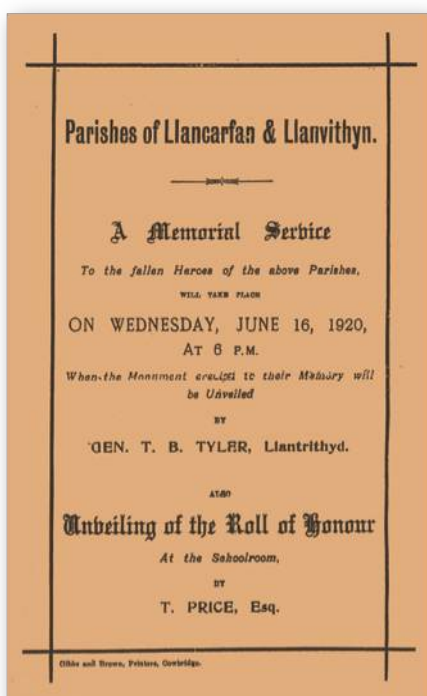 Parishes of Llancarfan & Llanvithyn.
A Memorial Service
To the fallen Heroes of the above Parishes,
WILL TAKE PLACE
ON WEDNESDAY, JUNE 16, 1920,
AT 6 P.M.
When the Monument erected to their Memory will
be Unveiled
BY
GEN. T. B. TYLER, Llantrithyd.
ALSO
Unveiling of the Roll of Honour
At the Schoolroom,
BY
T. PRICE, Esq.
Gibbs and Brown, Printers, Cowbridge.